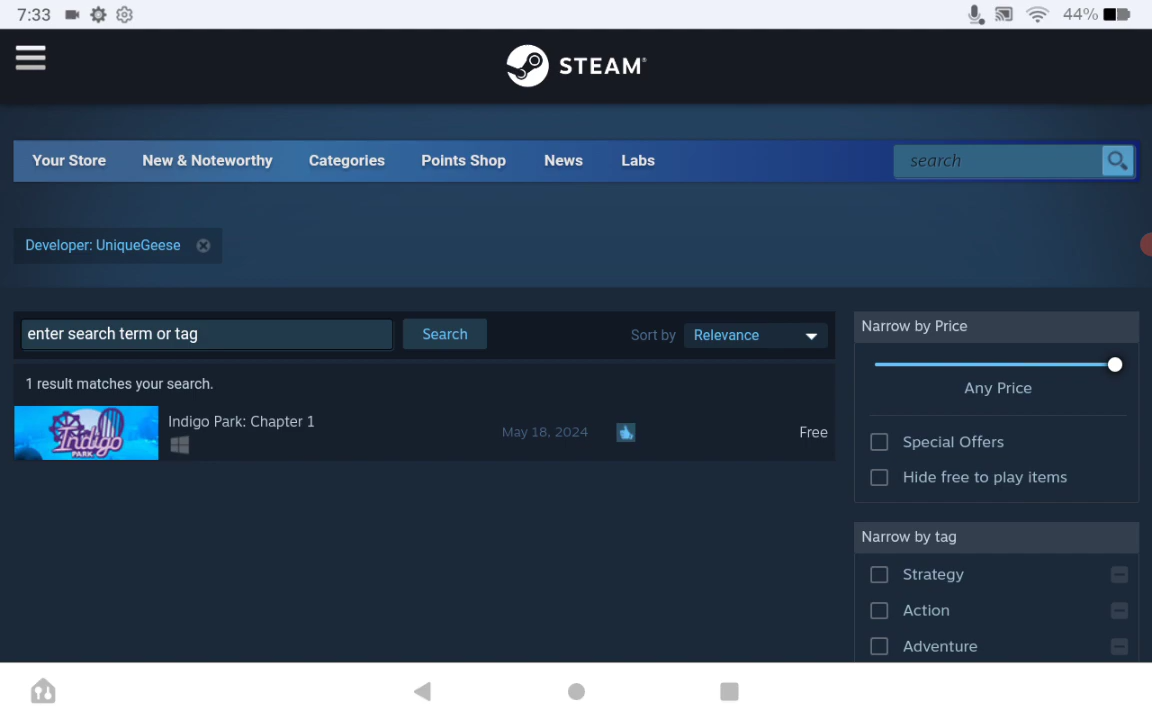 7:33
44%
STEAM
Your Store New & Noteworthy Categories Points Shop News Labs search
Developer: UniqueGeese
enter search term or tag Search Sort by Relevance
1 result matches your search.
Indigo PARK Indigo Park: Chapter 1 May 18, 2024 Free
Narrow by Price
Any Price
Special Offers
Hide free to play items
Narrow by tag
Strategy
Action
Adventure